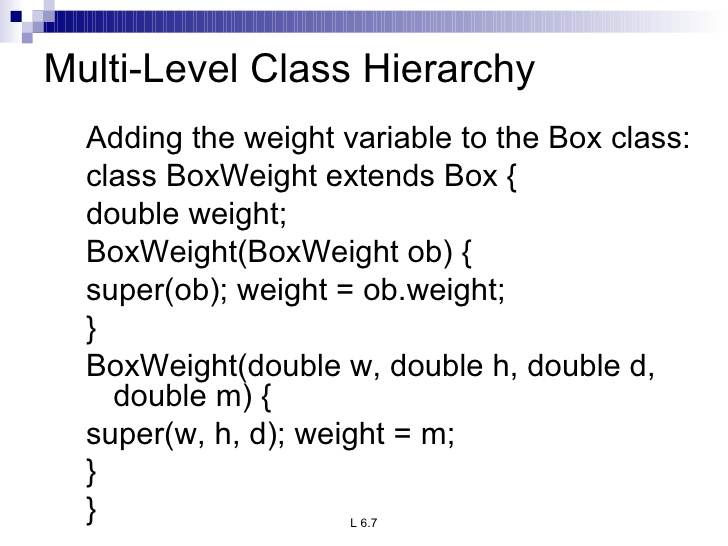 Multi-Level Class Hierarchy
Adding the weight variable to the Box class:
class BoxWeight extends Box {
double weight;
BoxWeight(BoxWeight ob) {
super(ob); weight = ob.weight;
}
BoxWeight(double w, double h, double d,
double m) {
super(w, h, d); weight = m;
}
}
L 6.7